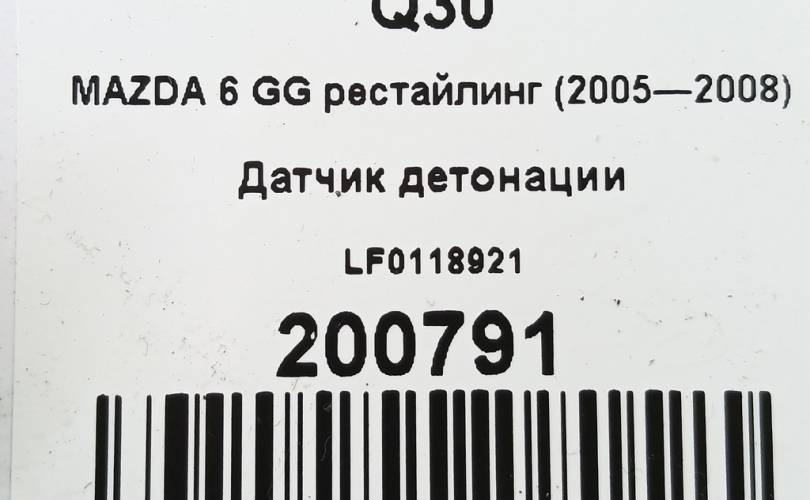 Q30
MAZDA 6 GG рестайлинг (2005—2008)
Датчик детонации
LF0118921
200791